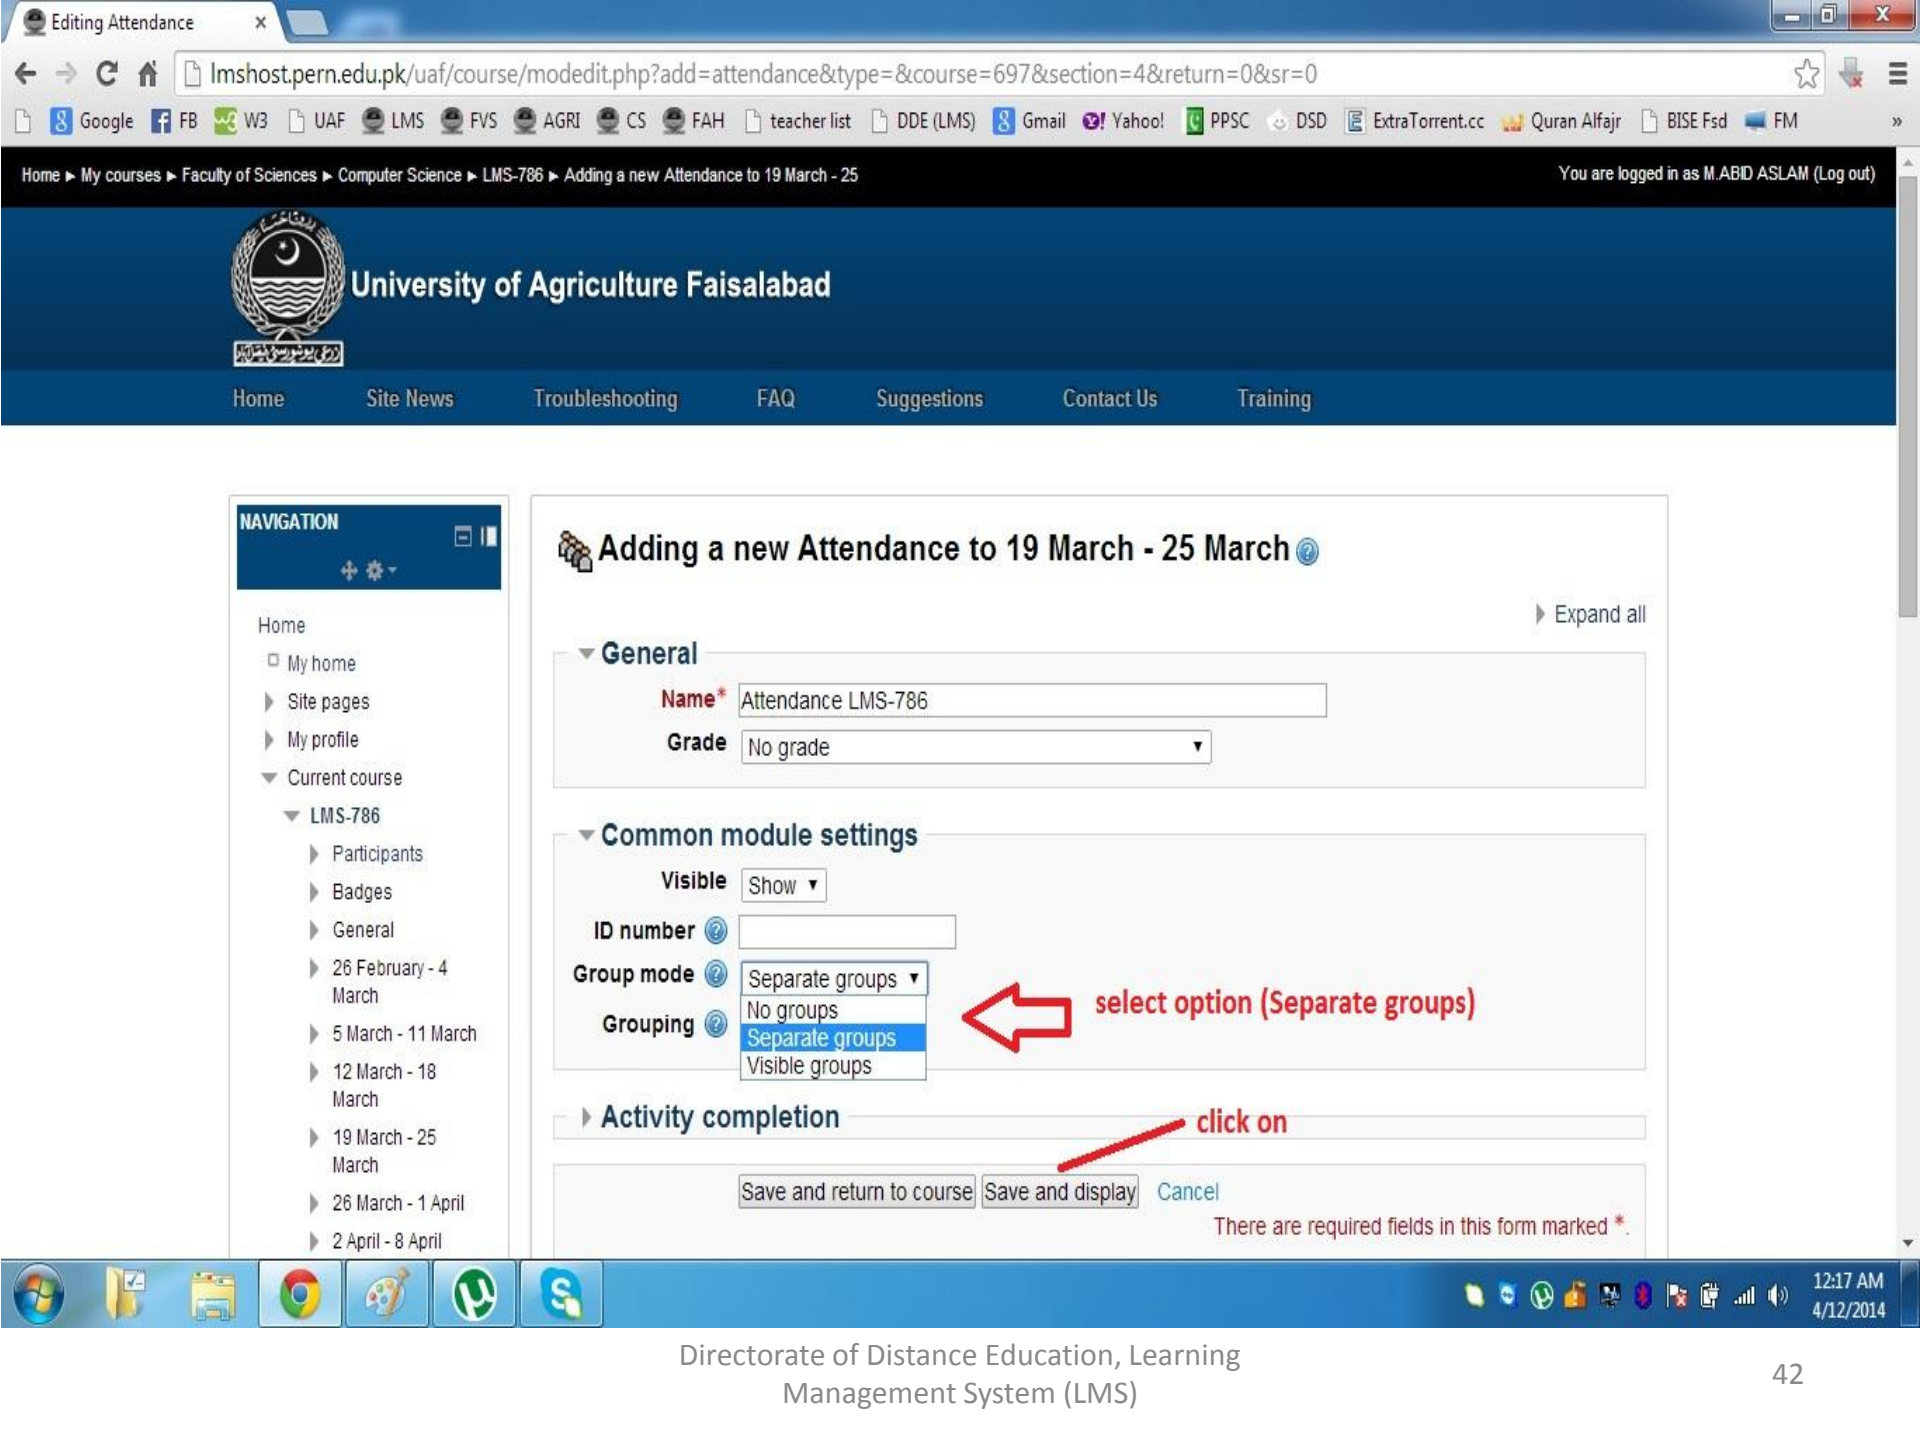 Editing Attendance
lmshost.pern.edu.pk/uaf/course/modedit.php?add=attendance&type=&course=697&section=4&return=0&sr=0
Google FB W3 UAF LMS FVS AGRI CS FAH teacher list DDE (LMS) Gmail Yahoo! PPSC DSD ExtraTorrent.cc Quran Alfajr BISE Fsd FM »
Home ► My courses ► Faculty of Sciences ► Computer Science ► LMS-786 ► Adding a new Attendance to 19 March - 25
You are logged in as M.ABID ASLAM (Log out)
University of Agriculture Faisalabad
Home Site News Troubleshooting FAQ Suggestions Contact Us Training
NAVIGATION
Home
My home
Site pages
My profile
Current course
LMS-786
Participants
Badges
General
26 February - 4
March
5 March - 11 March
12 March - 18
March
19 March - 25
March
26 March - 1 April
2 April - 8 April
Adding a new Attendance to 19 March - 25 March
Expand all
General
Name* Attendance LMS-786
Grade No grade
Common module settings
Visible Show
ID number
Group mode Separate groups
No groups
Grouping
Separate groups
Visible groups
select option (Separate groups)
Activity completion
click on
Save and return to course Save and display Cancel
There are required fields in this form marked *.
12:17 AM
4/12/2014
Directorate of Distance Education, Learning
Management System (LMS)
42